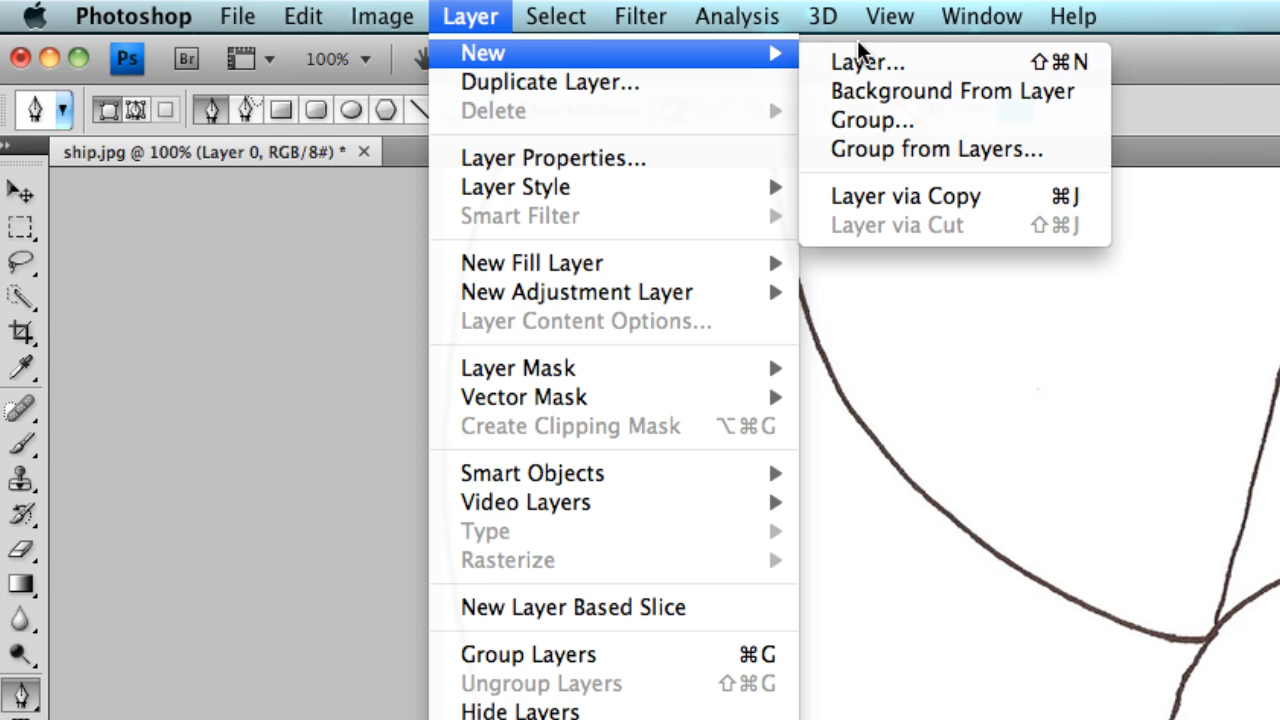 Photoshop File Edit Image Layer Select Filter Analysis 3D View Window Help
Ps Br 100%
ship.jpg @ 100% (Layer 0, RGB/8#) *
New
Duplicate Layer...
Delete
Layer Properties...
Layer Style
Smart Filter
New Fill Layer
New Adjustment Layer
Layer Content Options...
Layer Mask
Vector Mask
Create Clipping Mask ⌥⌘G
Smart Objects
Video Layers
Type
Rasterize
New Layer Based Slice
Group Layers ⌘G
Ungroup Layers ⇧⌘G
Hide Layers
Layer... ⇧⌘N
Background From Layer
Group...
Group from Layers...
Layer via Copy ⌘J
Layer via Cut ⇧⌘J